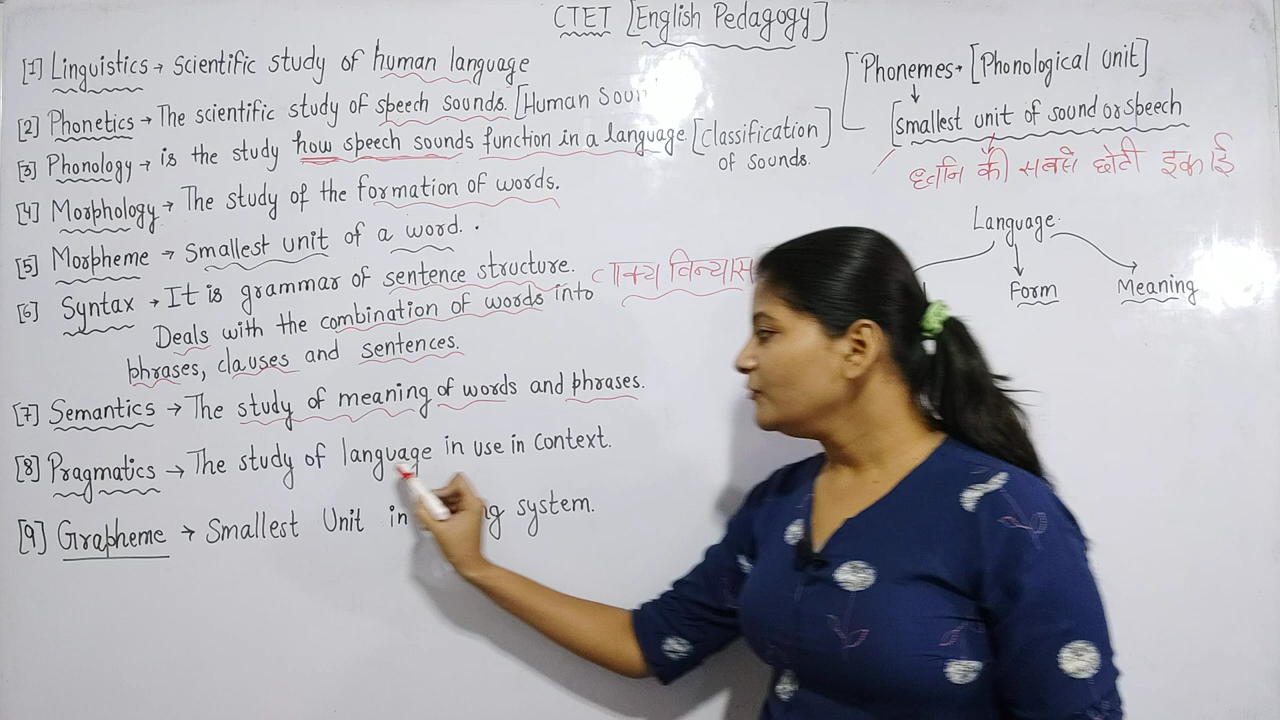 CTET [English Pedagogy]
[1] Linguistics → Scientific study of human language
[2] Phonetics → The scientific study of speech sounds. [Human
[3] Phonology → is the study how speech sounds function in a language [classification of sounds.
[4] Morphology → The study of the formation of words.
[5] Morpheme → Smallest unit of a word.
[6] Syntax → It is grammar of sentence structure. वाक्य विन्यास
Deals with the combination of words into
phrases, clauses and sentences.
[7] Semantics → The study of meaning of words and phrases.
[8] Pragmatics → The study of language in use in context.
[9] Grapheme → Smallest Unit in system.
Phonemes → [Phonological unit]
[smallest unit of sound or speech
ध्वनि की सबसे छोटी इकाई
Language
Form
Meaning